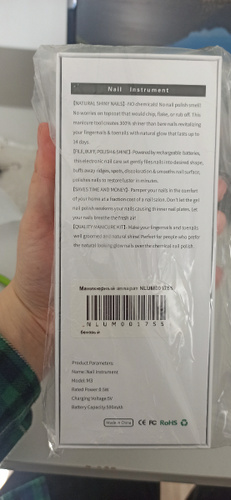 Nail Instrument
【NATURAL SHINY NAILS】- No chemicals! No nail polish smell!
No worries on topcoat that would chip, flake, or rub off. This
manicure tool creates 300% shinier than bare nails revitalizing
your fingernails & toenails with natural glow that lasts up to
14 days.
【FILE, BUFF, POLISH & SHINE】- Powered by rechargeable batteries,
this electronic nail care set gently files nails into desired shape,
buffs away ridges, spots, discoloration & smooths nail surface,
polishes nails to restore luster in minutes.
【SAVES TIME AND MONEY】- Pamper your nails in the comfort
of your home at a fraction cost of a nail salon. Don't let the gel
nail polish weakens your nails causing thinner nail plates. Let
your nails breathe the fresh air!
【QUALITY MANICURE KIT】- Make your fingernails and toenails
well groomed and natural shine! Perfect for people who prefer
the natural looking glow nails over the chemical nail polish.
Маникюрный аппарат NLUM001755
NLUM001755
Product Parameters
Name: Nail Instrument
Model:
Rated Power: 0.5W
Charging Voltage: 5V
Battery Capacity: 500mAh
Made in China CE FC RoHS